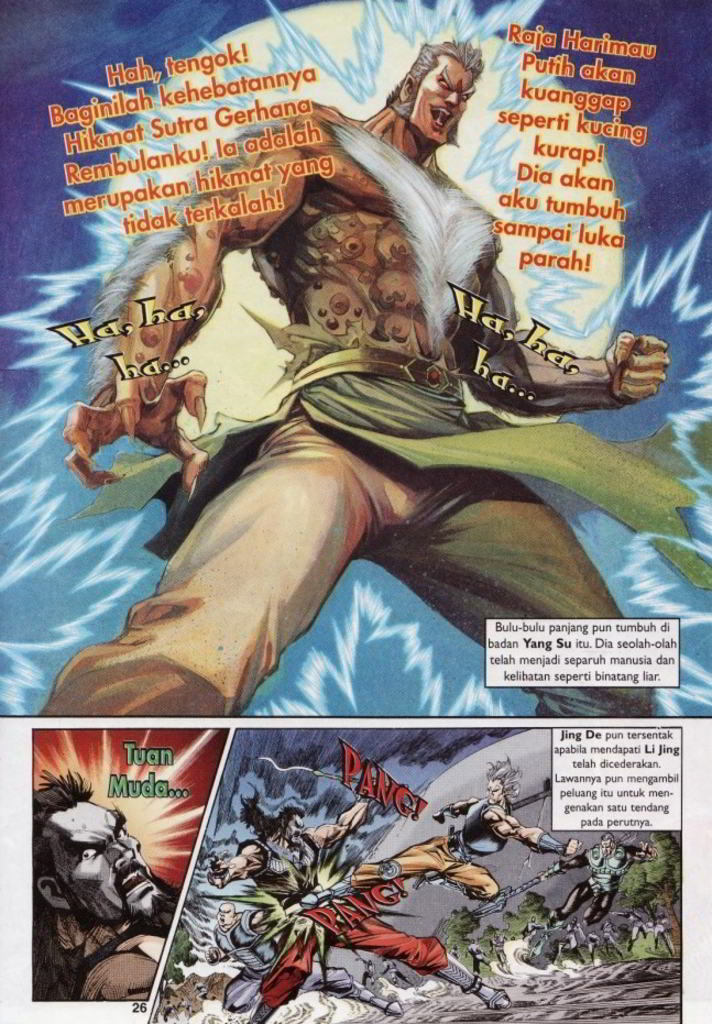 Hah, tengok!
Baginilah kehebatannya
Hikmat Sutra Gerhana
Rembulanku! Ia adalah
merupakan hikmat yang
tidak terkalah!
Raja Harimau
Putih akan
kuanggap
seperti kucing
kurap!
Dia akan
aku tumbuh
sampai luka
parah!
Ha, ha,
ha...
Ha, ha,
ha...
Bulu-bulu panjang pun tumbuh di
badan Yang Su itu. Dia seolah-olah
telah menjadi separuh manusia dan
kelibatan seperti binatang liar.
Tuan
Muda...
PANG!
PANG!
Jing De pun tersentak
apabila mendapati Li Jing
telah dicederakan.
Lawannya pun mengambil
peluang itu untuk me-
ngenakan satu tendang
pada perutnya.
26